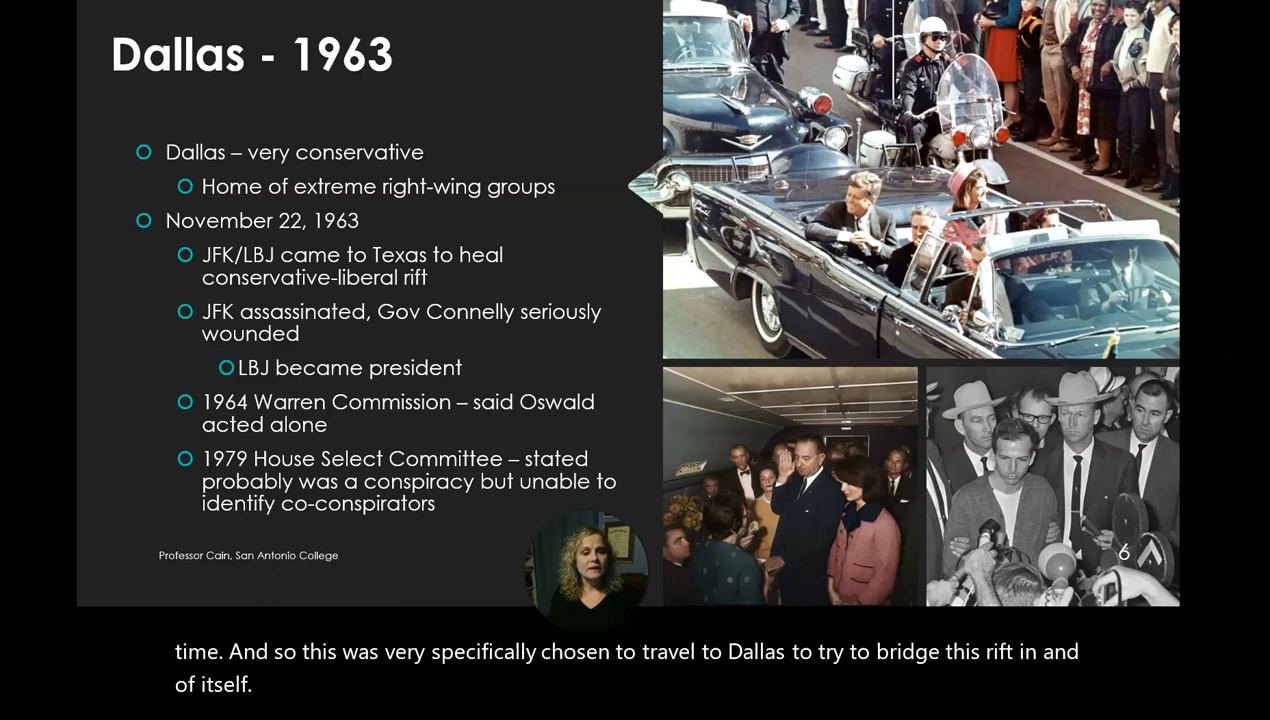 Dallas - 1963
Dallas – very conservative
Home of extreme right-wing groups
November 22, 1963
JFK/LBJ came to Texas to heal
conservative-liberal rift
JFK assassinated, Gov Connelly seriously
wounded
LBJ became president
1964 Warren Commission – said Oswald
acted alone
1979 House Select Committee – stated
probably was a conspiracy but unable to
identify co-conspirators
Professor Cain, San Antonio College
6
time. And so this was very specifically chosen to travel to Dallas to try to bridge this rift in and
of itself.